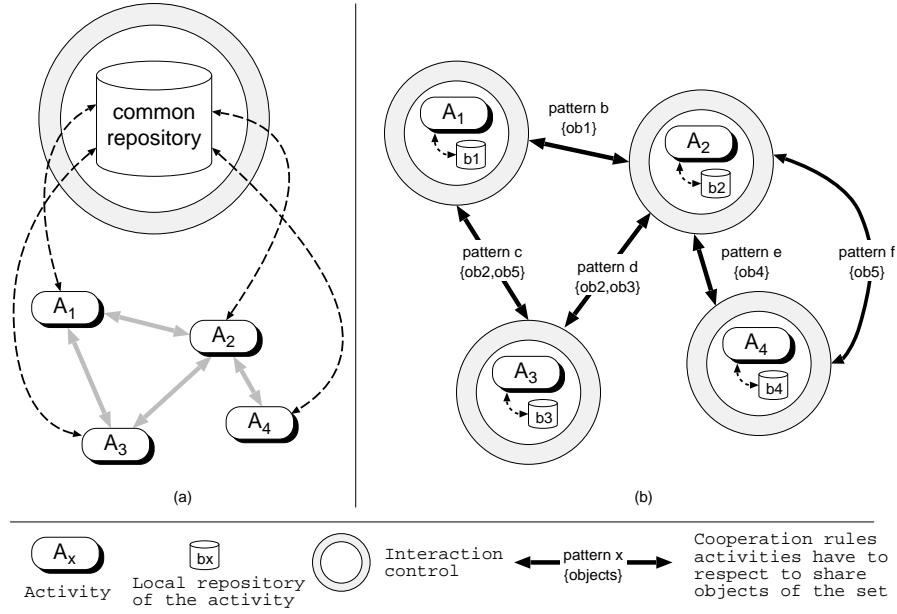 common
repository
A1
A2
A3
A4
(a)
A1
b1
pattern b
{ob1}
A2
b2
pattern c
{ob2,ob5}
pattern d
{ob2,ob3}
pattern e
{ob4}
pattern f
{ob5}
A3
b3
A4
b4
(b)
Ax
Activity
bx
Local repository
of the activity
Interaction
control
pattern x
{objects}
Cooperation rules
activities have to
respect to share
objects of the set